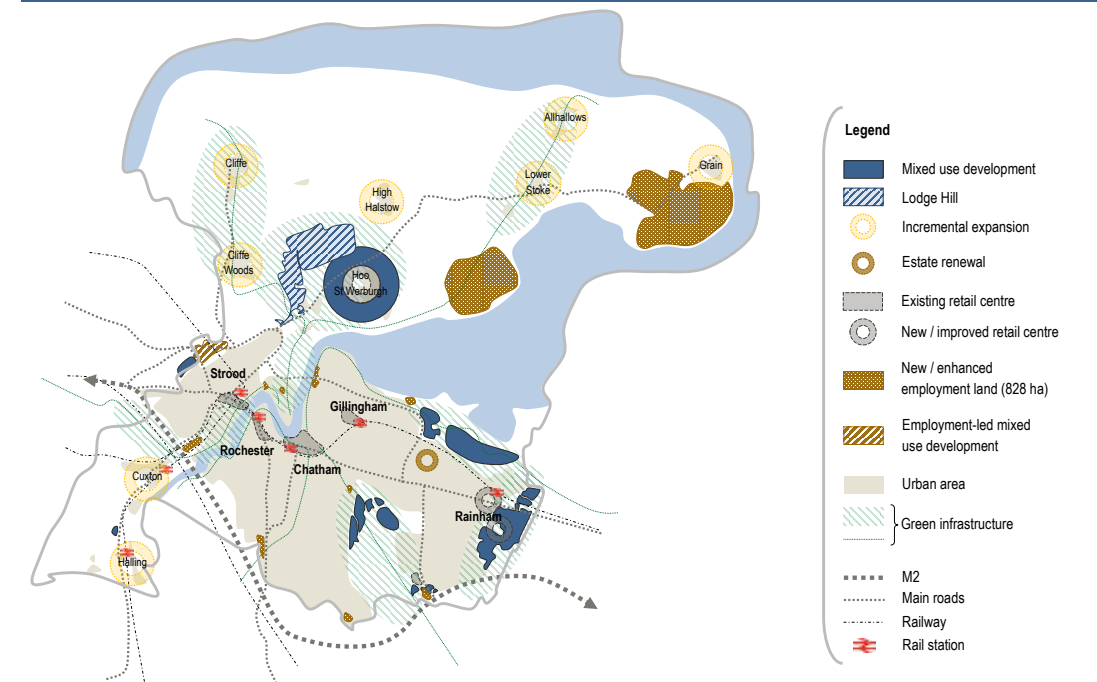 Allhallows
Cliffe
Grain
Lower
Stoke
High
Halstow
Cliffe
Woods
Hoo
St Werburgh
Strood
Gillingham
Rochester
Chatham
Cuxton
Rainham
Halling
Legend
Mixed use development
Lodge Hill
Incremental expansion
Estate renewal
Existing retail centre
New / improved retail centre
New / enhanced
employment land (828 ha)
Employment-led mixed
use development
Urban area
Green infrastructure
M2
Main roads
Railway
Rail station